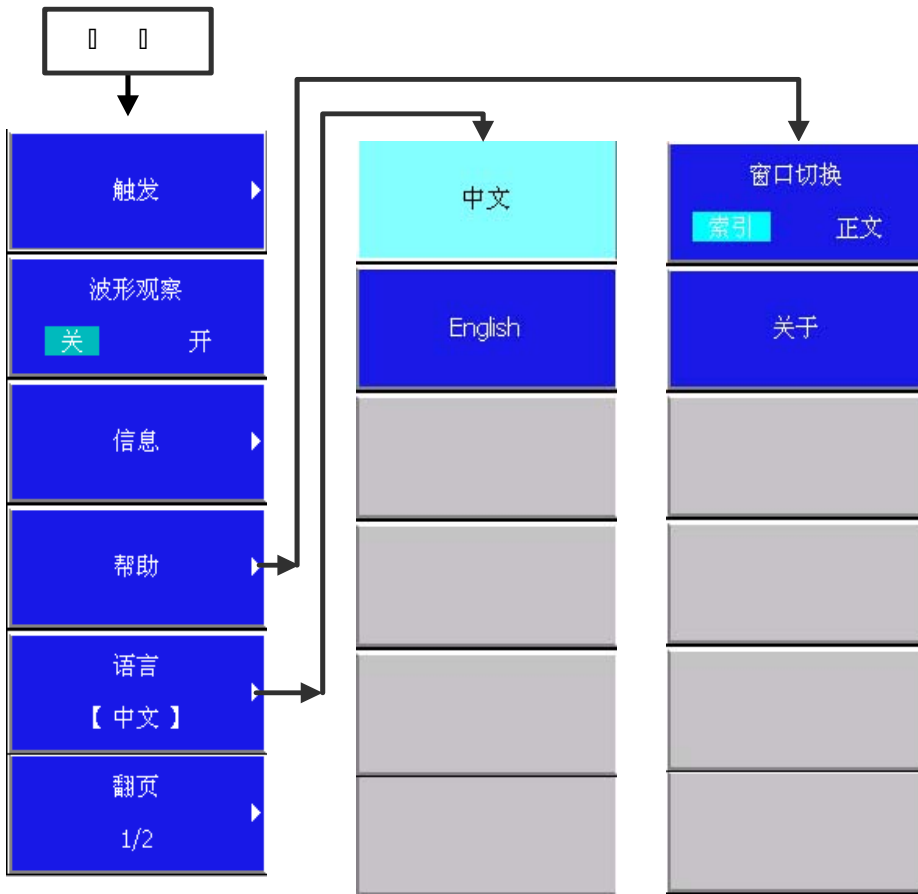 触发
波形观察
关 开
信息
帮助
语言
【 中文 】
翻页
1/2
中文
English
窗口切换
索引 正文
关于